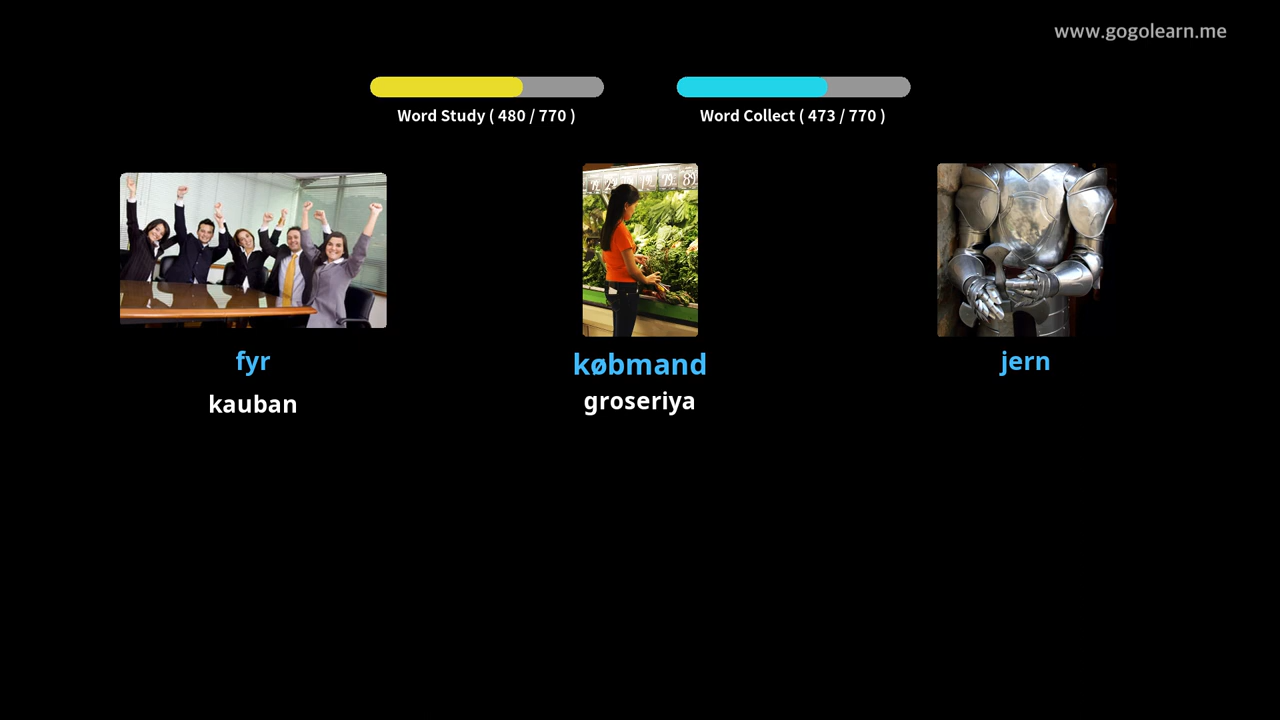 www.gogolearn.me
Word Study ( 480 / 770 )
Word Collect ( 473 / 770 )
fyr
købmand
jern
kauban
groseriya